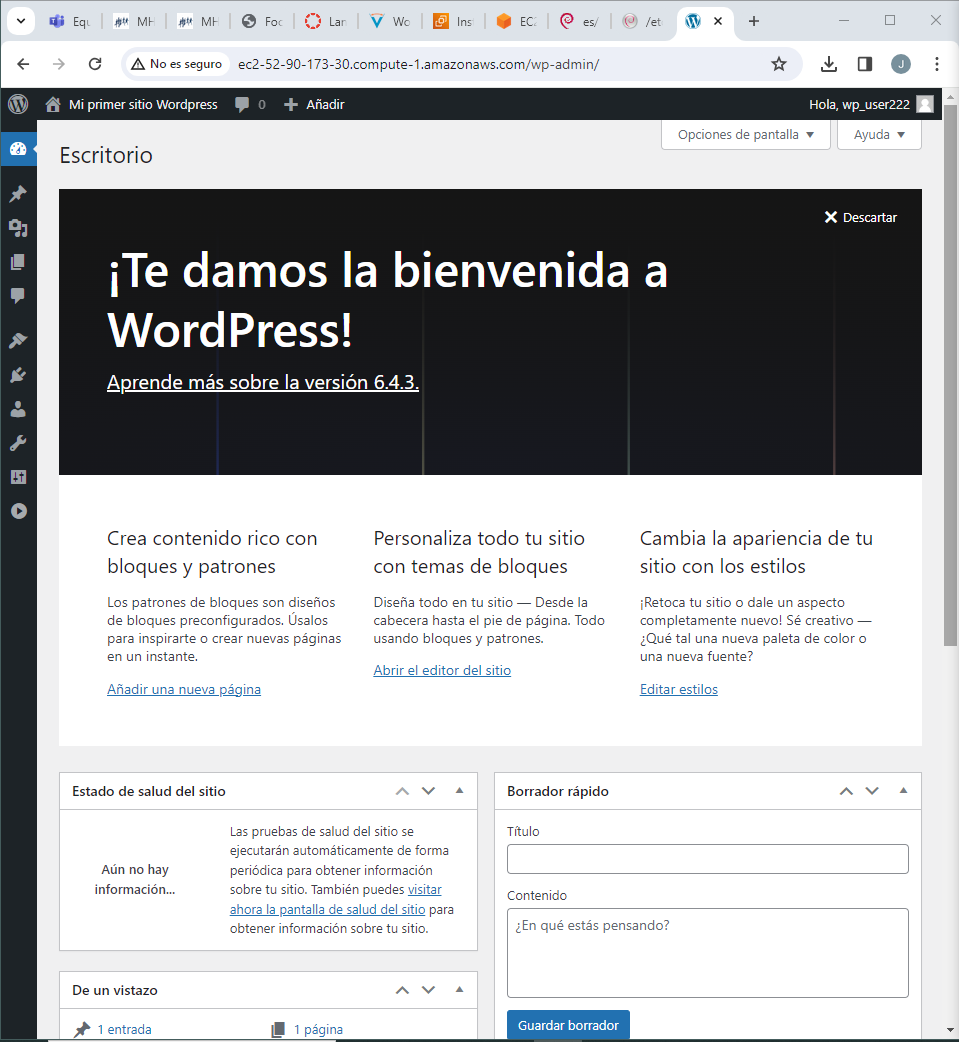 Equ
MH
MH
Foc
Lan
Wo
Ins
EC2
es/
/et
No es seguro
ec2-52-90-173-30.compute-1.amazonaws.com/wp-admin/
J
Mi primer sitio Wordpress
0
Añadir
Hola, wp_user222
Opciones de pantalla
Ayuda
Escritorio
Descartar
¡Te damos la bienvenida a
WordPress!
Aprende más sobre la versión 6.4.3.
Crea contenido rico con
bloques y patrones
Los patrones de bloques son diseños
de bloques preconfigurados. Úsalos
para inspirarte o crear nuevas páginas
en un instante.
Añadir una nueva página
Personaliza todo tu sitio
con temas de bloques
Diseña todo en tu sitio — Desde la
cabecera hasta el pie de página. Todo
usando bloques y patrones.
Abrir el editor del sitio
Cambia la apariencia de tu
sitio con los estilos
¡Retoca tu sitio o dale un aspecto
completamente nuevo! Sé creativo —
¿Qué tal una nueva paleta de color o
una nueva fuente?
Editar estilos
Estado de salud del sitio
Aún no hay
información...
Las pruebas de salud del sitio se
ejecutarán automáticamente de forma
periódica para obtener información
sobre tu sitio. También puedes visitar
ahora la pantalla de salud del sitio para
obtener información sobre tu sitio.
De un vistazo
1 entrada
1 página
Borrador rápido
Título
Contenido
¿En qué estás pensando?
Guardar borrador